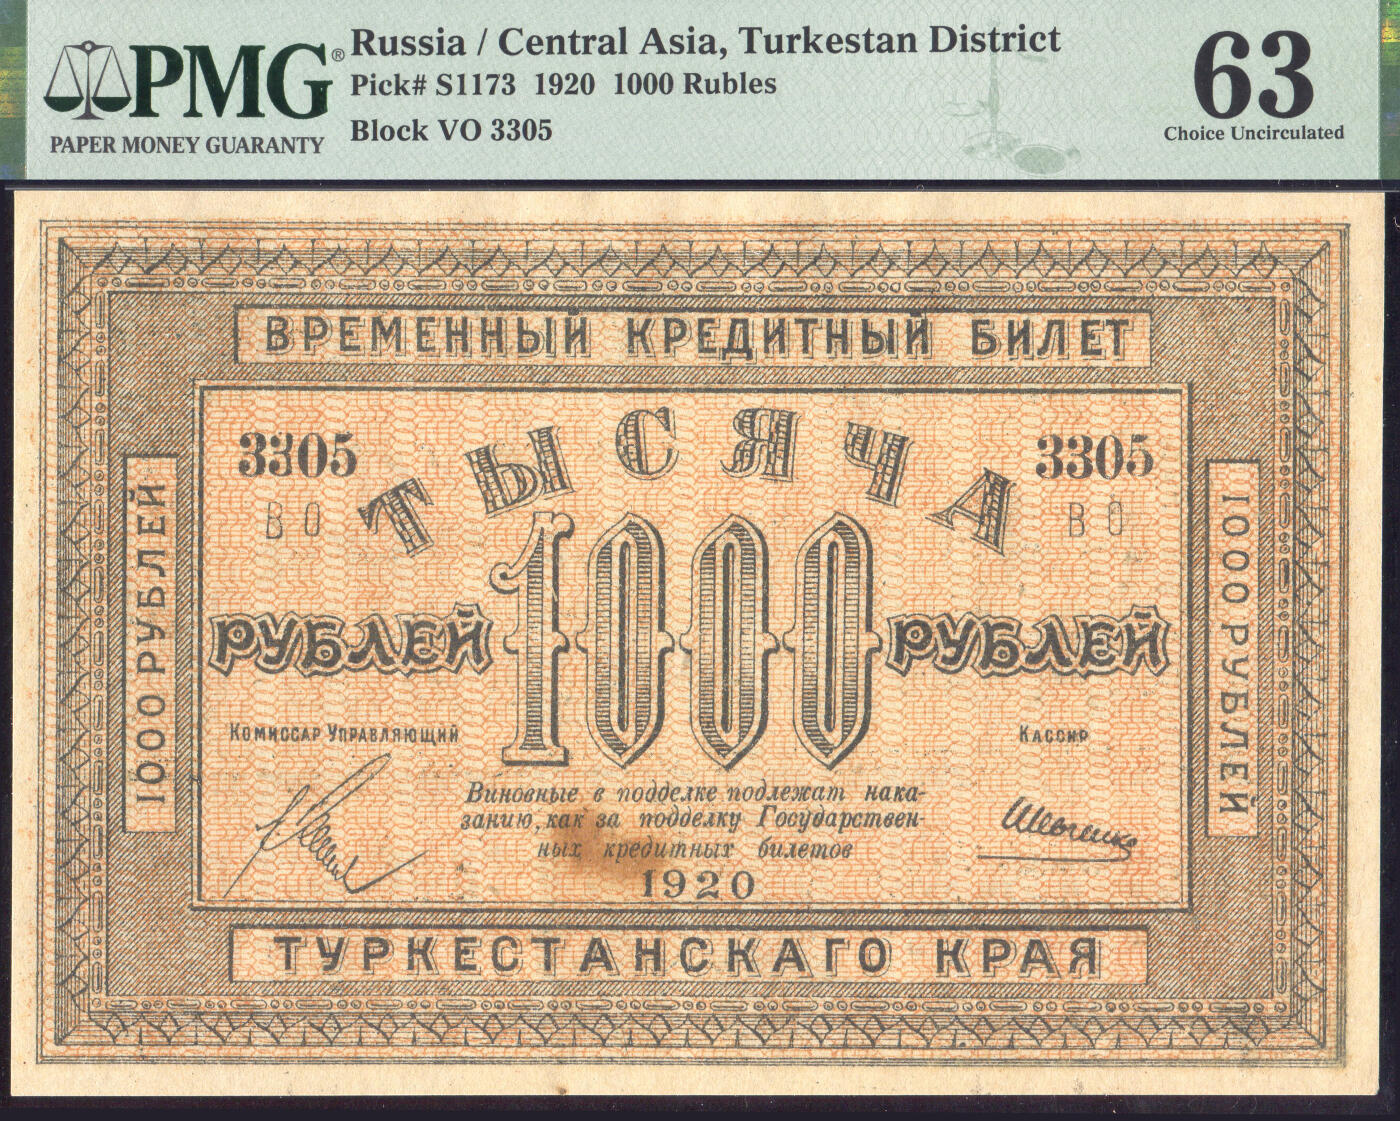 PMG®
PAPER MONEY GUARANTY
Russia / Central Asia, Turkestan District
Pick# S1173 1920 1000 Rubles
Block VO 3305
63
Choice Uncirculated
ВРЕМЕННЫЙ КРЕДИТНЫЙ БИЛЕТ
ТЫСЯЧА
3305
ВО
3305
ВО
1000 РУБЛЕЙ
РУБЛЕЙ
1000
РУБЛЕЙ
1000 РУБЛЕЙ
Комиссар Управляющий
Кассир
Виновные в подделке подлежат нака-
занию, как за подделку Государствен-
ных кредитных билетов
1920
ТУРКЕСТАНСКАГО КРАЯ